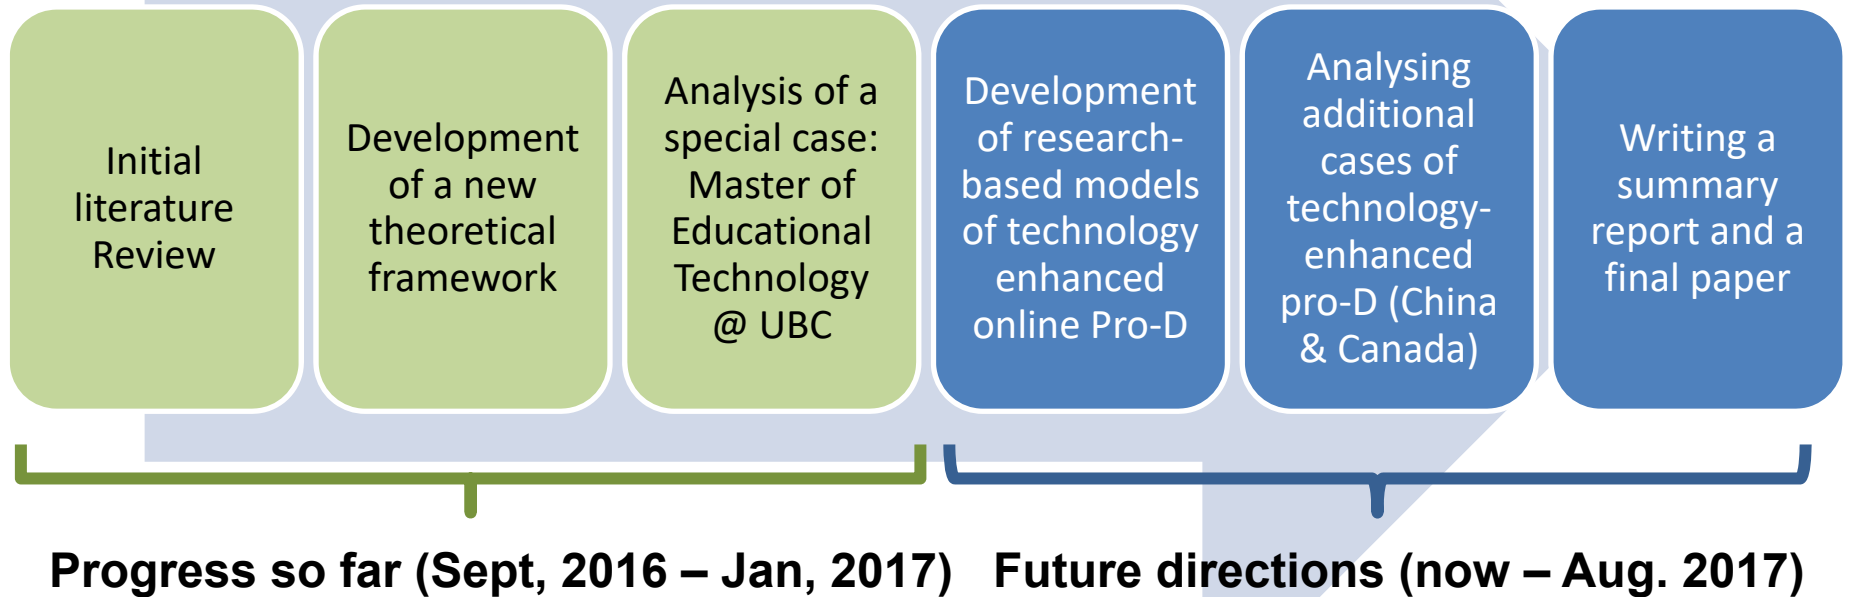 Initial
literature
Review
Development
of a new
theoretical
framework
Analysis of a
special case:
Master of
Educational
Technology
@ UBC
Development
of research-
based models
of technology
enhanced
online Pro-D
Analysing
additional
cases of
technology-
enhanced
pro-D (China
& Canada)
Writing a
summary
report and a
final paper
Progress so far (Sept, 2016 – Jan, 2017)
Future directions (now – Aug. 2017)